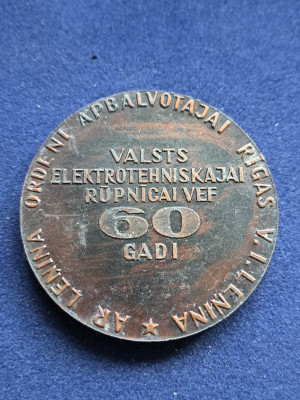 AR ĻEŅINA ORDENI APBALVOTAJAI RĪGAS V. I. ĻEŅINA
VALSTS
ELEKTROTEHNISKAJAI
RŪPNĪCAI VEF
60
GADI